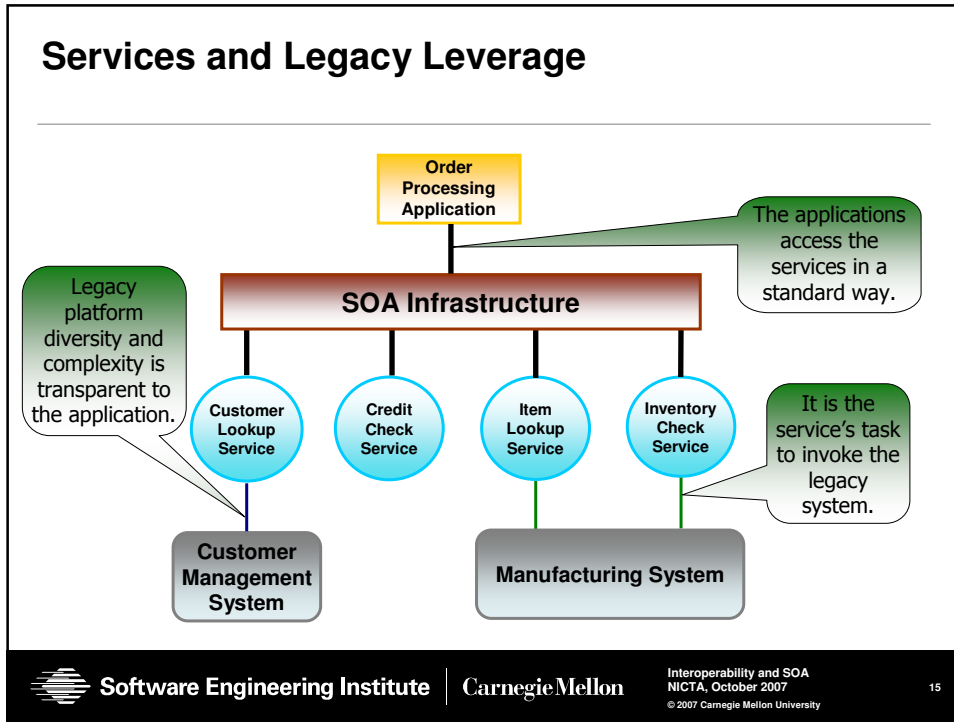 Services and Legacy Leverage
Order
Processing
Application
The applications
access the
services in a
standard way.
Legacy
platform
diversity and
complexity is
transparent to
the application.
SOA Infrastructure
Customer
Lookup
Service
Credit
Check
Service
Item
Lookup
Service
Inventory
Check
Service
It is the
service's task
to invoke the
legacy
system.
Customer
Management
System
Manufacturing System
Software Engineering Institute
CarnegieMellon
Interoperability and SOA
NICTA, October 2007
© 2007 Carnegie Mellon University
15